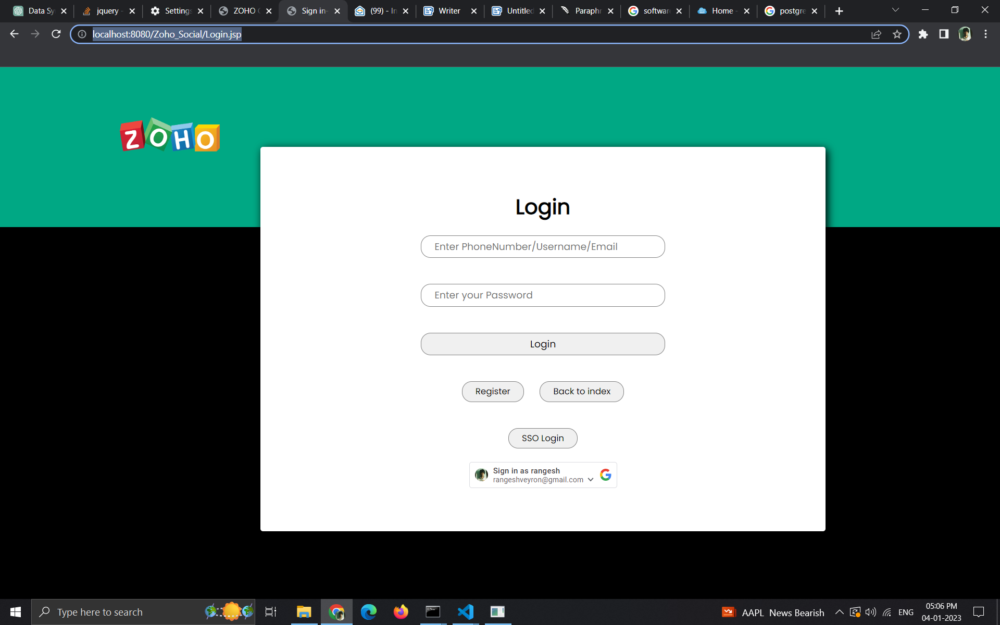 Data Sy
jquery -
Settings
ZOHO C
Sign in-
(99) - In
Writer
Untitled
Paraphr
software
Home -
postgre
localhost:8080/Zoho_Social/Login.jsp
ZOHO
Login
Enter PhoneNumber/Username/Email
Enter your Password
Login
Register
Back to index
SSO Login
Sign in as rangesh
rangeshveyron@gmail.com
Type here to search
AAPL News Bearish
ENG
05:06 PM
04-01-2023